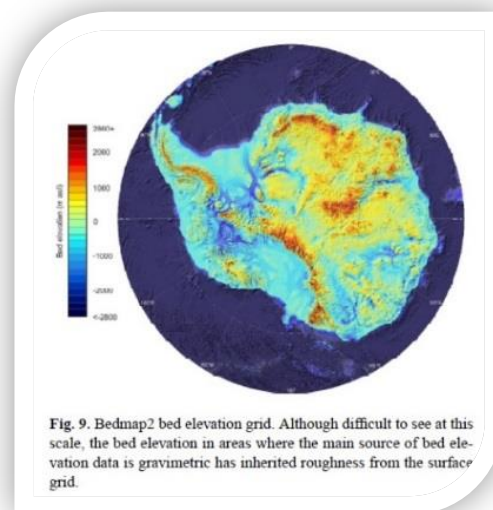 2000
1000
0
-1000
-2000
Bed elevation (m asl)
Fig. 9. Bedmap2 bed elevation grid. Although difficult to see at this
scale, the bed elevation in areas where the main source of bed ele-
vation data is gravimetric has inherited roughness from the surface
grid.